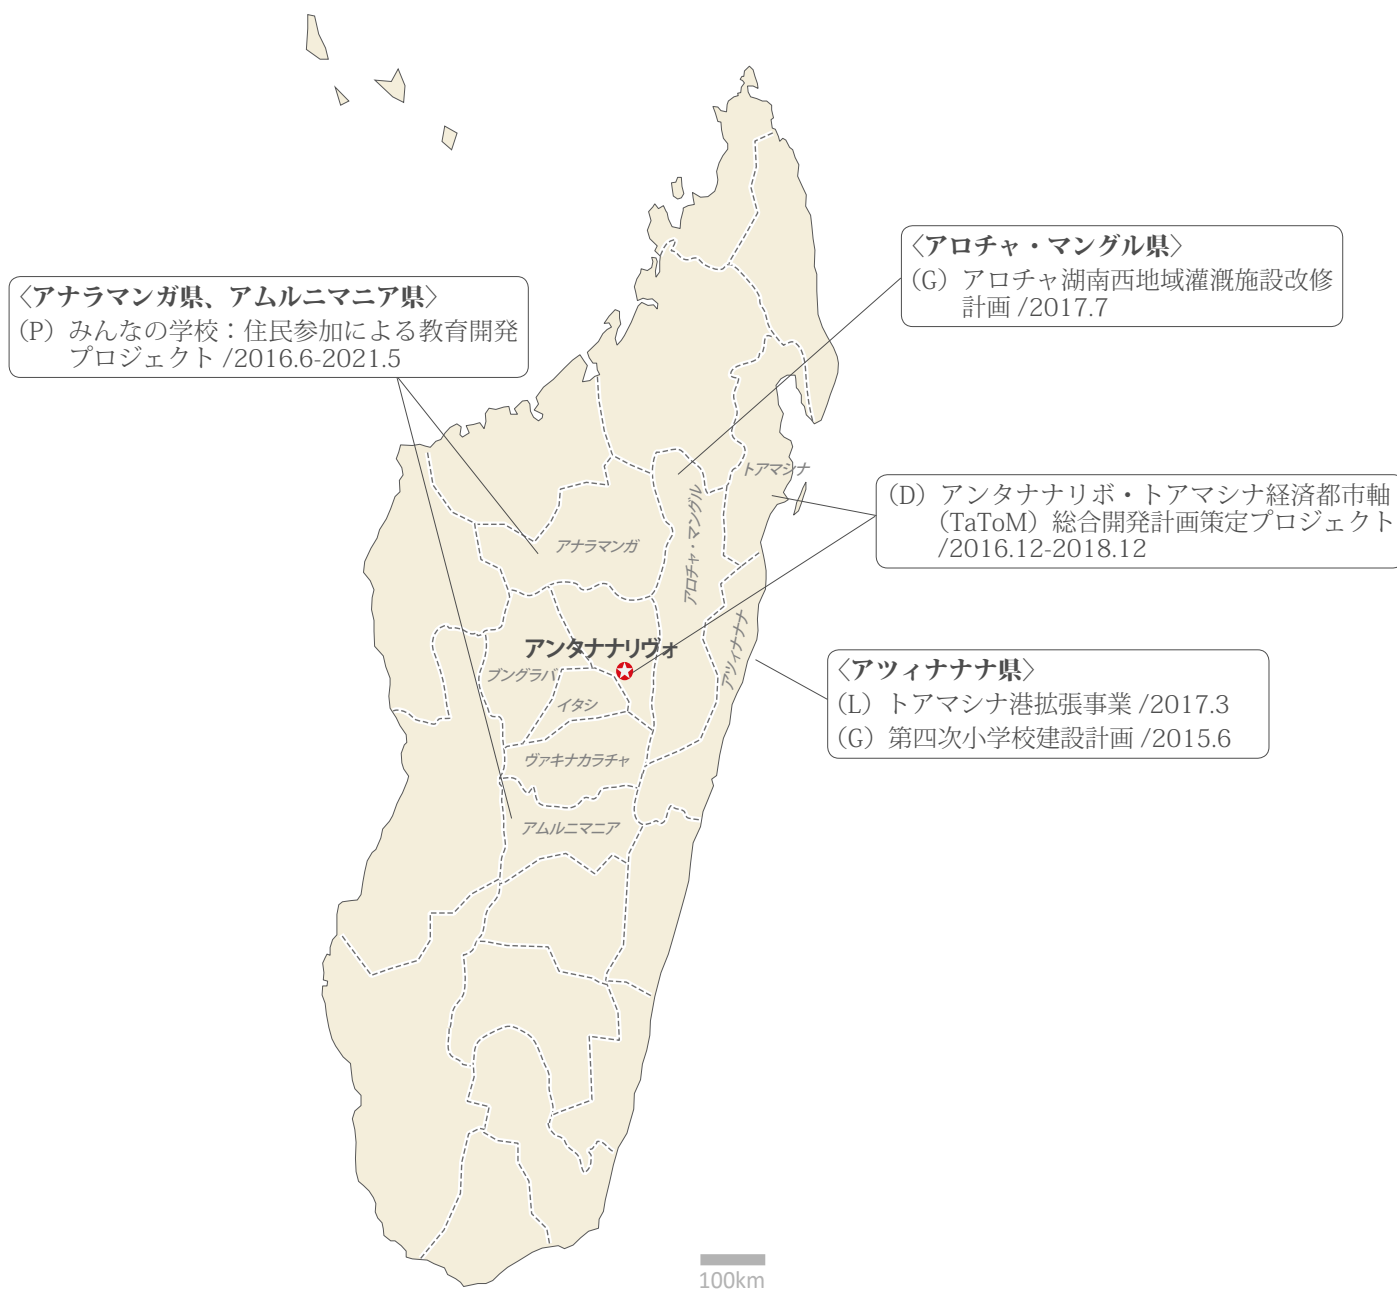 〈アロチャ・マングル県〉
(G) アロチャ湖南西地域灌漑施設改修
計画 /2017.7
〈アナラマンガ県、アムルニマニア県〉
(P) みんなの学校：住民参加による教育開発
プロジェクト /2016.6-2021.5
トアマシナ
(D) アンタナナリボ・トアマシナ経済都市軸
(TaToM) 総合開発計画策定プロジェクト
/2016.12-2018.12
アナラマンガ
アロチャ・マングル
アンタナナリヴォ
アツィナナナ
ブングラバ
イタシ
〈アツィナナナ県〉
(L) トアマシナ港拡張事業 /2017.3
(G) 第四次小学校建設計画 /2015.6
ヴァキナカラチャ
アムルニマニア
100km